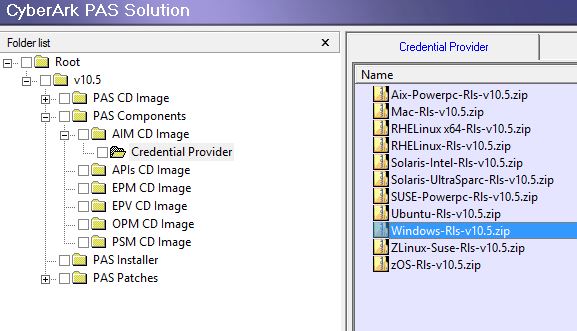 CyberArk PAS Solution
Folder list
x
Root
v10.5
PAS CD Image
PAS Components
AIM CD Image
Credential Provider
APIs CD Image
EPM CD Image
EPV CD Image
OPM CD Image
PSM CD Image
PAS Installer
PAS Patches
Credential Provider
Name
Aix-Powerpc-Rls-v10.5.zip
Mac-Rls-v10.5.zip
RHELinux x64-Rls-v10.5.zip
RHELinux-Rls-v10.5.zip
Solaris-Intel-Rls-v10.5.zip
Solaris-UltraSparc-Rls-v10.5.zip
SUSE-Powerpc-Rls-v10.5.zip
Ubuntu-Rls-v10.5.zip
Windows-Rls-v10.5.zip
ZLinux-Suse-Rls-v10.5.zip
zOS-Rls-v10.5.zip